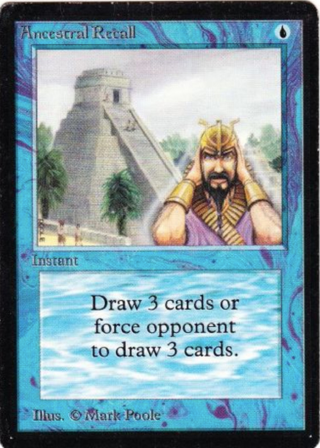 Ancestral Recall
Instant
Draw 3 cards or
force opponent
to draw 3 cards.
Illus. © Mark Poole